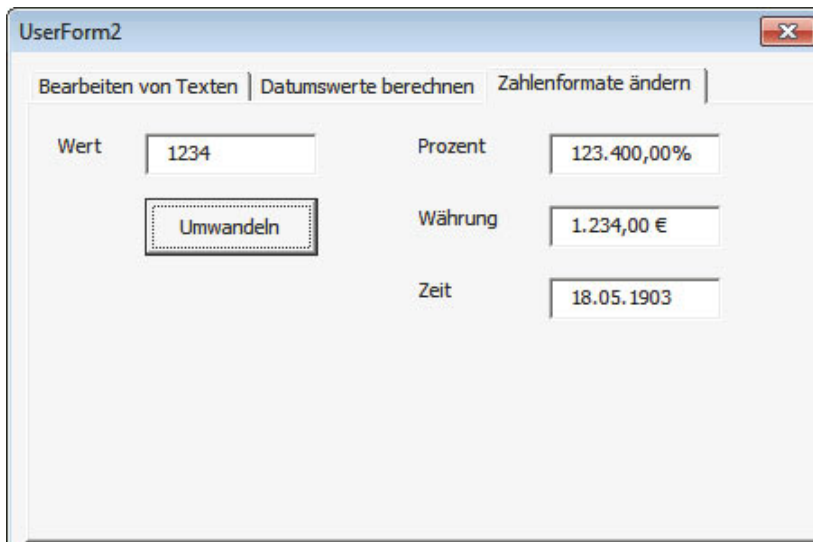 UserForm2
Bearbeiten von Texten Datumswerte berechnen Zahlenformate ändern
Wert 1234 Prozent 123.400,00%
Umwandeln Währung 1.234,00 €
Zeit 18.05.1903